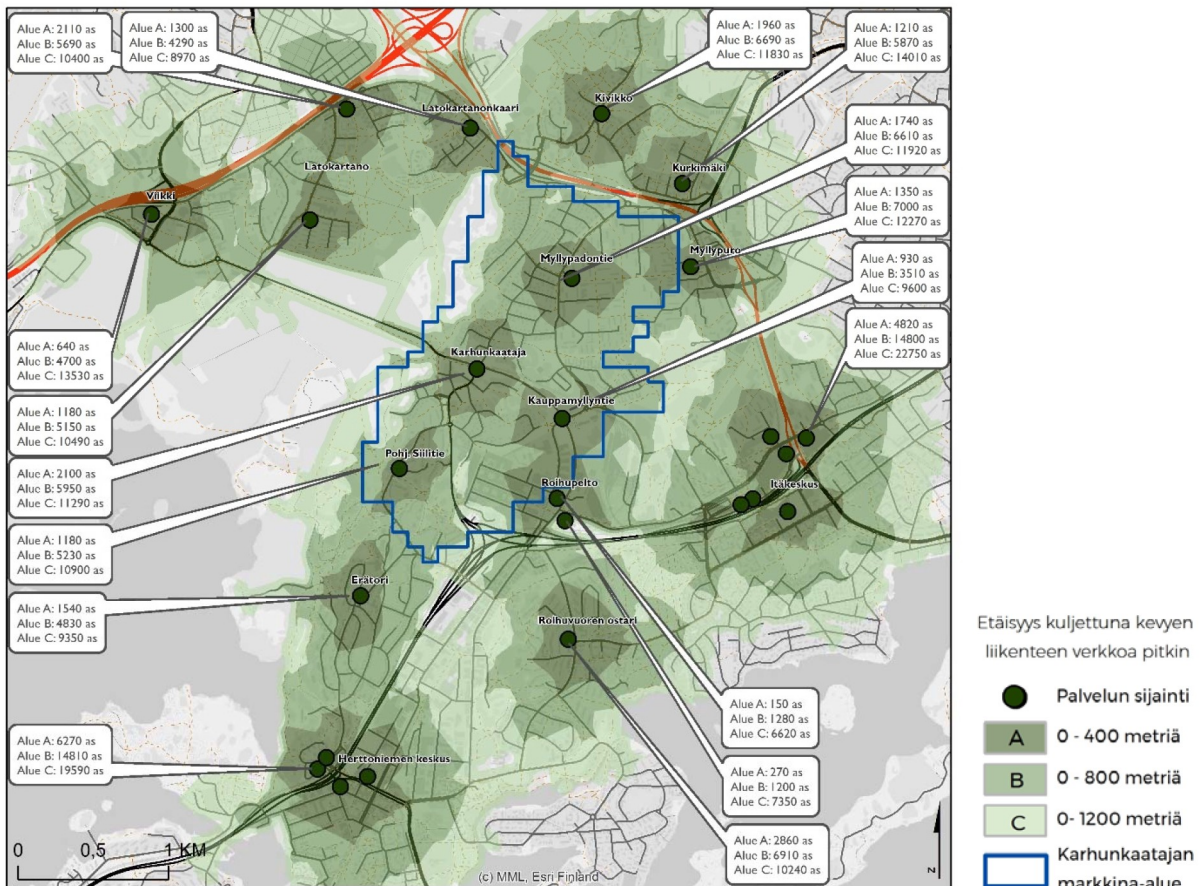 Alue A: 2110 as
Alue B: 5690 as
Alue C: 10400 as
Alue A: 1300 as
Alue B: 4290 as
Alue C: 8970 as
Alue A: 1960 as
Alue B: 6690 as
Alue C: 11830 as
Alue A: 1210 as
Alue B: 5870 as
Alue C: 14010 as
Alue A: 1740 as
Alue B: 6610 as
Alue C: 11920 as
Alue A: 1350 as
Alue B: 7000 as
Alue C: 12270 as
Alue A: 930 as
Alue B: 3510 as
Alue C: 9600 as
Alue A: 4820 as
Alue B: 14800 as
Alue C: 22750 as
Latokartanonkaari
Kivikko
Latokartano
Kurkimäki
Viikki
Myllypadontie
Myllypuro
Karhunkaataja
Kauppamyllyntie
Pohj. Siilitie
Roihupelto
Itäkeskus
Erätori
Roihuvuoren ostari
Herttoniemen keskus
Alue A: 640 as
Alue B: 4700 as
Alue C: 13530 as
Alue A: 1180 as
Alue B: 5150 as
Alue C: 10490 as
Alue A: 2100 as
Alue B: 5950 as
Alue C: 11290 as
Alue A: 1180 as
Alue B: 5230 as
Alue C: 10900 as
Alue A: 1540 as
Alue B: 4830 as
Alue C: 9350 as
Alue A: 6270 as
Alue B: 14810 as
Alue C: 19590 as
Alue A: 150 as
Alue B: 1280 as
Alue C: 6620 as
Alue A: 270 as
Alue B: 1200 as
Alue C: 7350 as
Alue A: 2860 as
Alue B: 6910 as
Alue C: 10240 as
0 0,5 1 KM
(c) MML, Esri Finland
N
Etäisyys kuljettuna kevyen
liikenteen verkkoa pitkin
Palvelun sijainti
A 0 - 400 metriä
B 0 - 800 metriä
C 0- 1200 metriä
Karhunkaatajan
markkina-alue